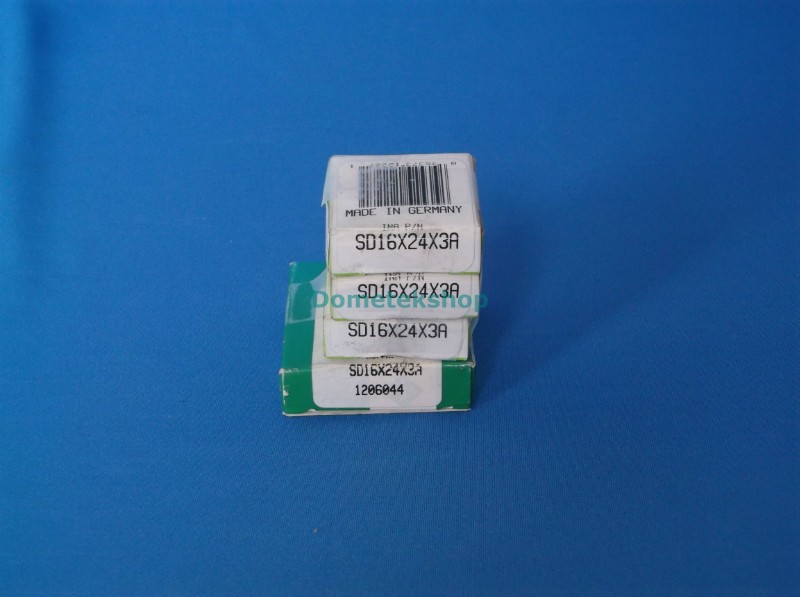 MADE IN GERMANY
INA P/N
SD16X24X3A
INA P/N
SD16X24X3A
Dometekshop
SD16X24X3A
SD16X24X3A
1206044